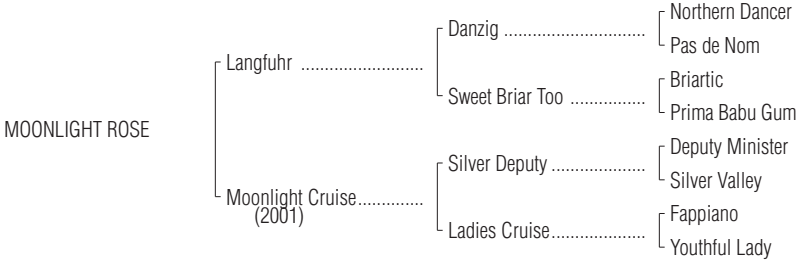 Northern Dancer
Danzig ..............................
Pas de Nom
Langfuhr ..........................
Briartic
Sweet Briar Too ................
Prima Babu Gum
MOONLIGHT ROSE
Deputy Minister
Silver Deputy ....................
Silver Valley
Moonlight Cruise..............
(2001)
Fappiano
Ladies Cruise....................
Youthful Lady